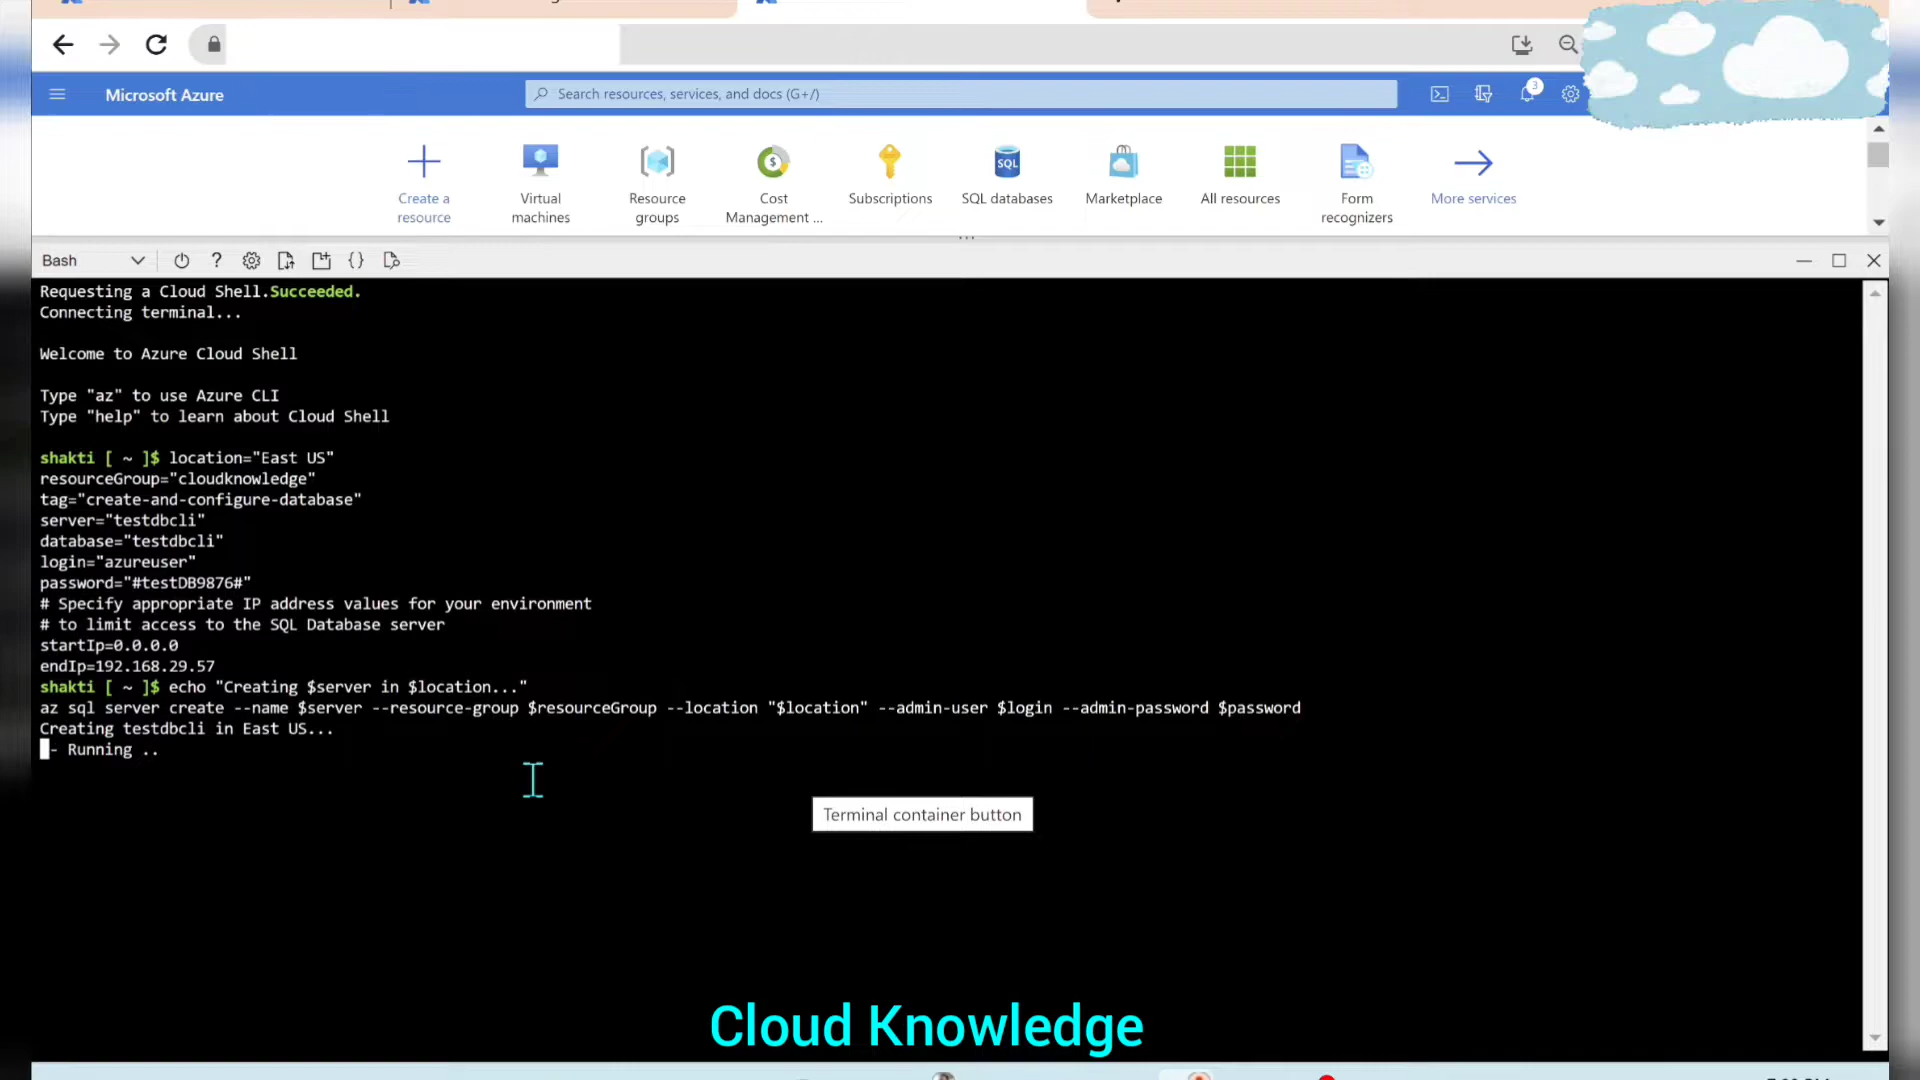 Microsoft Azure
Search resources, services, and docs (G+/)
3
Create a resource
Virtual machines
Resource groups
Cost Management ...
Subscriptions
SQL
SQL databases
Marketplace
All resources
Form recognizers
More services
Bash
Requesting a Cloud Shell.Succeeded.
Connecting terminal...
Welcome to Azure Cloud Shell
Type "az" to use Azure CLI
Type "help" to learn about Cloud Shell
shakti [ ~ ]$ location="East US"
resourceGroup="cloudknowledge"
tag="create-and-configure-database"
server="testdbcli"
database="testdbcli"
login="azureuser"
password="#testDB9876#"
# Specify appropriate IP address values for your environment
# to limit access to the SQL Database server
startIp=0.0.0.0
endIp=192.168.29.57
shakti [ ~ ]$ echo "Creating $server in $location..."
az sql server create --name $server --resource-group $resourceGroup --location "$location" --admin-user $login --admin-password $password
Creating testdbcli in East US...
- Running ..
Terminal container button
Cloud Knowledge